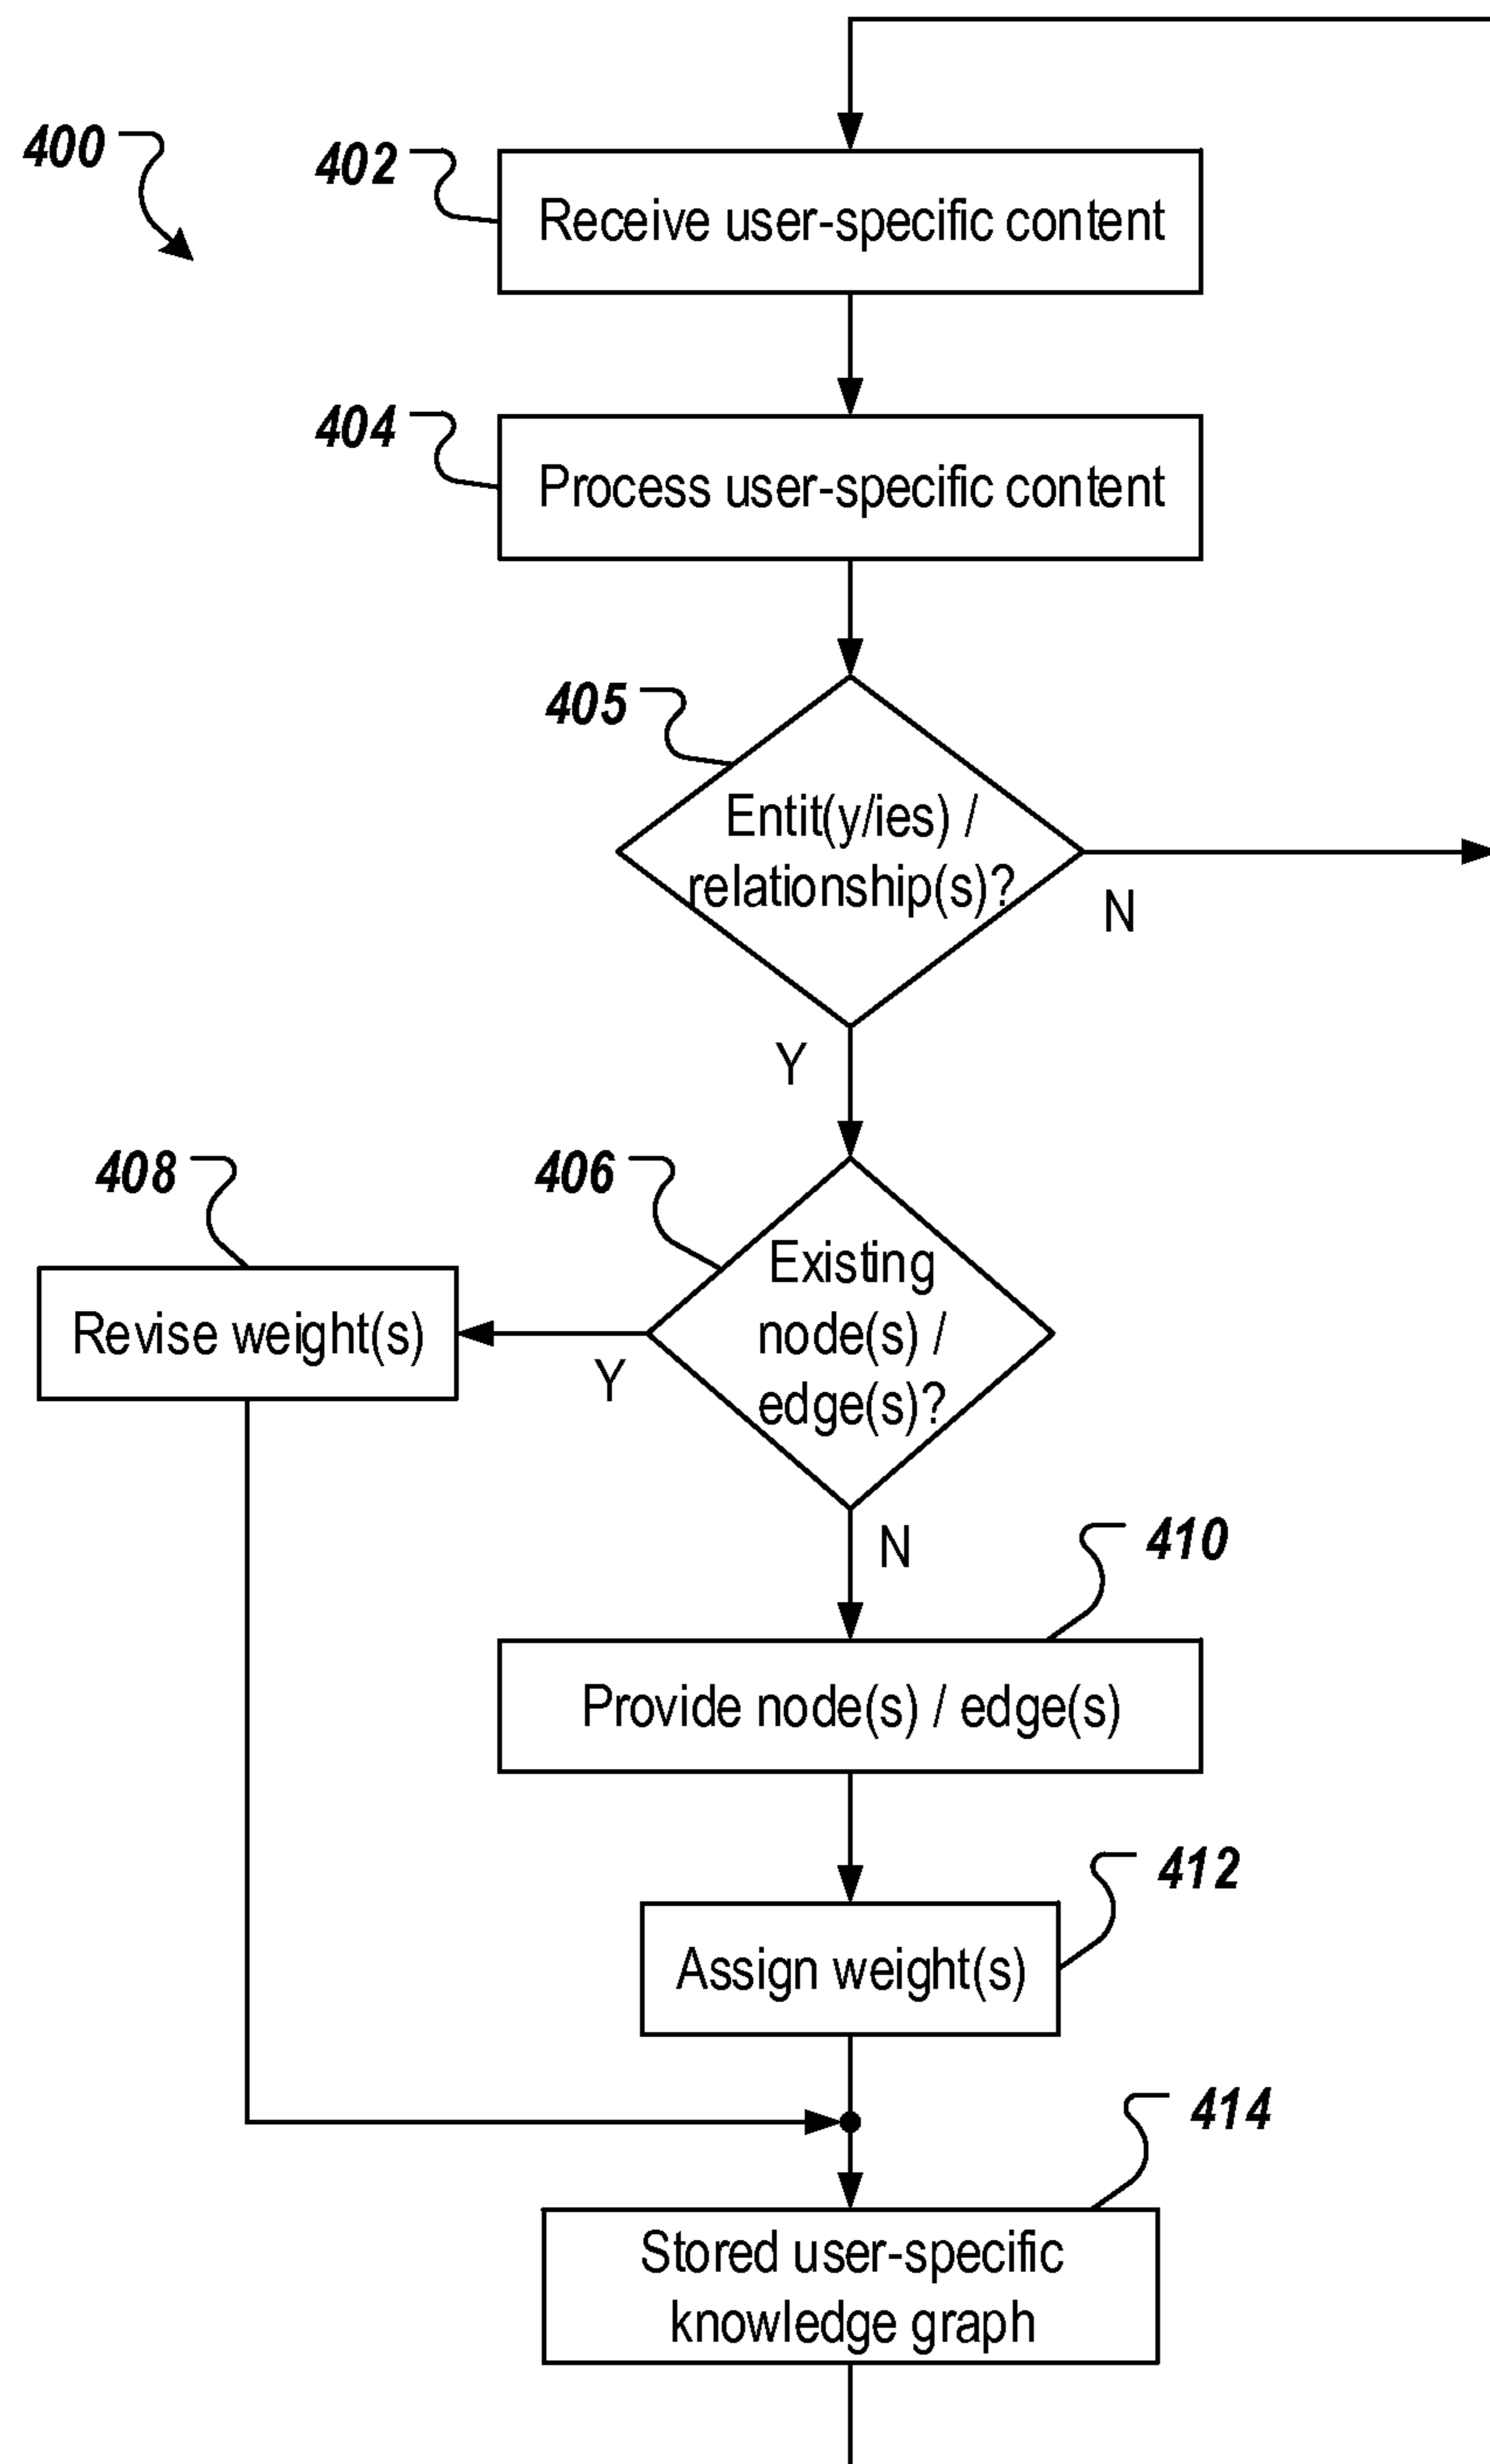 400
402
Receive user-specific content
404
Process user-specific content
405
Entit(y/ies) /
relationship(s)?
N
Y
408
406
Revise weight(s)
Y
Existing
node(s) /
edge(s)?
N
410
Provide node(s) / edge(s)
412
Assign weight(s)
414
Stored user-specific
knowledge graph